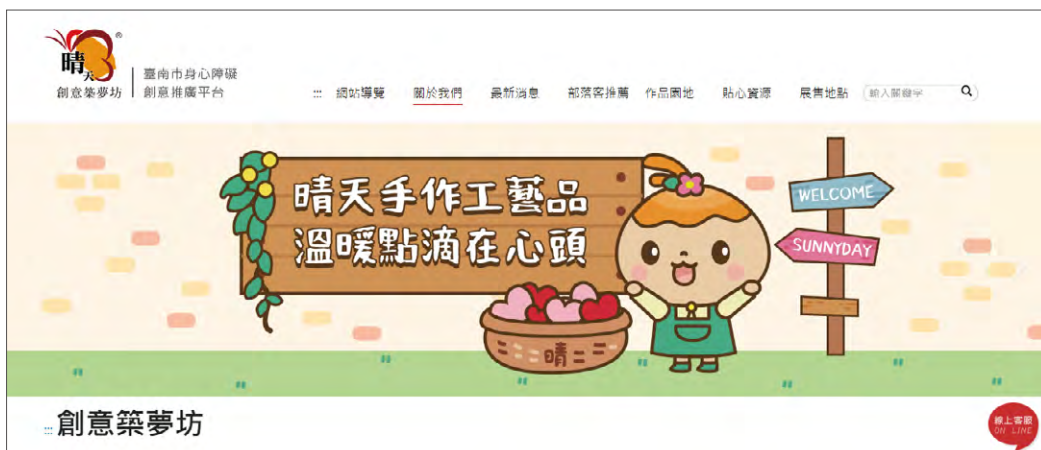 晴天
®
創意築夢坊
臺南市身心障礙
創意推廣平台
::: 網站導覽 關於我們 最新消息 部落客推薦 作品園地 貼心資源 展售地點 輸入關鍵字
晴天手作工藝品
溫暖點滴在心頭
WELCOME
SUNNYDAY
晴
::: 創意築夢坊
線上客服
ON LINE